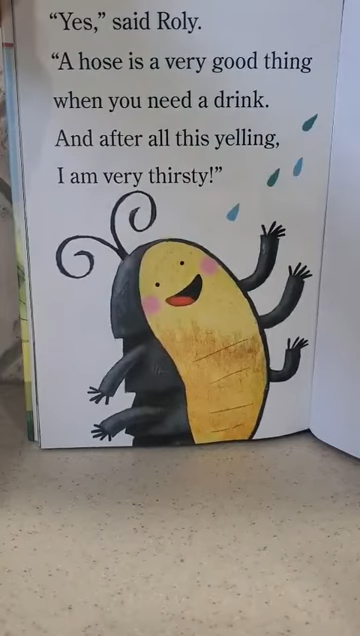 “Yes,” said Roly.
“A hose is a very good thing
when you need a drink.
And after all this yelling,
I am very thirsty!”